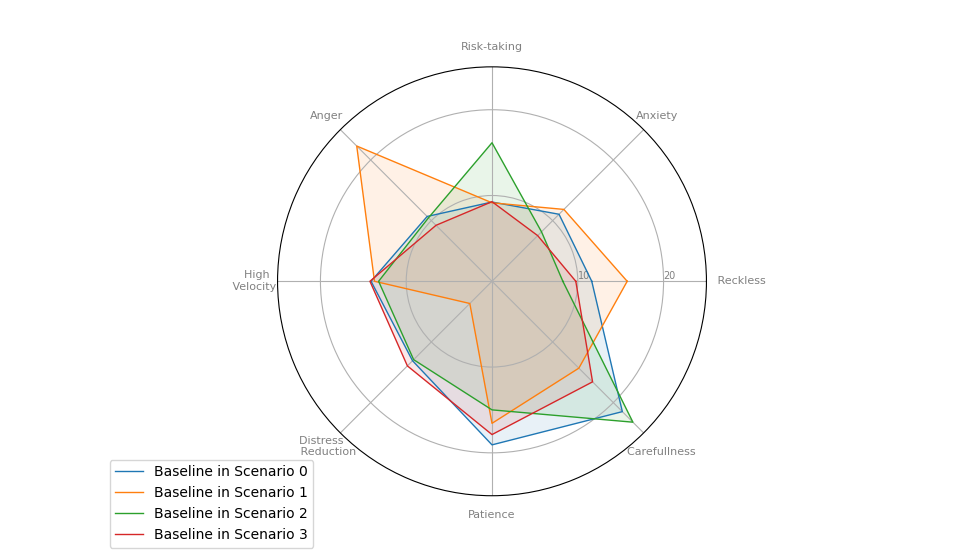 Risk-taking
Anger
Anxiety
High
Velocity
10
20
Reckless
Distress
Reduction
Carefullness
Patience
Baseline in Scenario 0
Baseline in Scenario 1
Baseline in Scenario 2
Baseline in Scenario 3